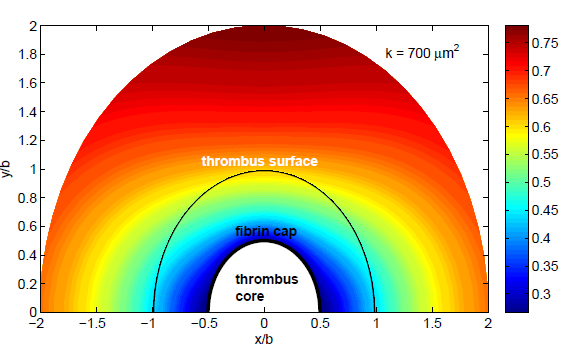 2
1.8
1.6
1.4
1.2
1
0.8
0.6
0.4
0.2
0
y/b
k = 700 μm²
thrombus surface
fibrin cap
thrombus
core
−2 −1.5 −1 −0.5 0 0.5 1 1.5 2
x/b
0.75
0.7
0.65
0.6
0.55
0.5
0.45
0.4
0.35
0.3